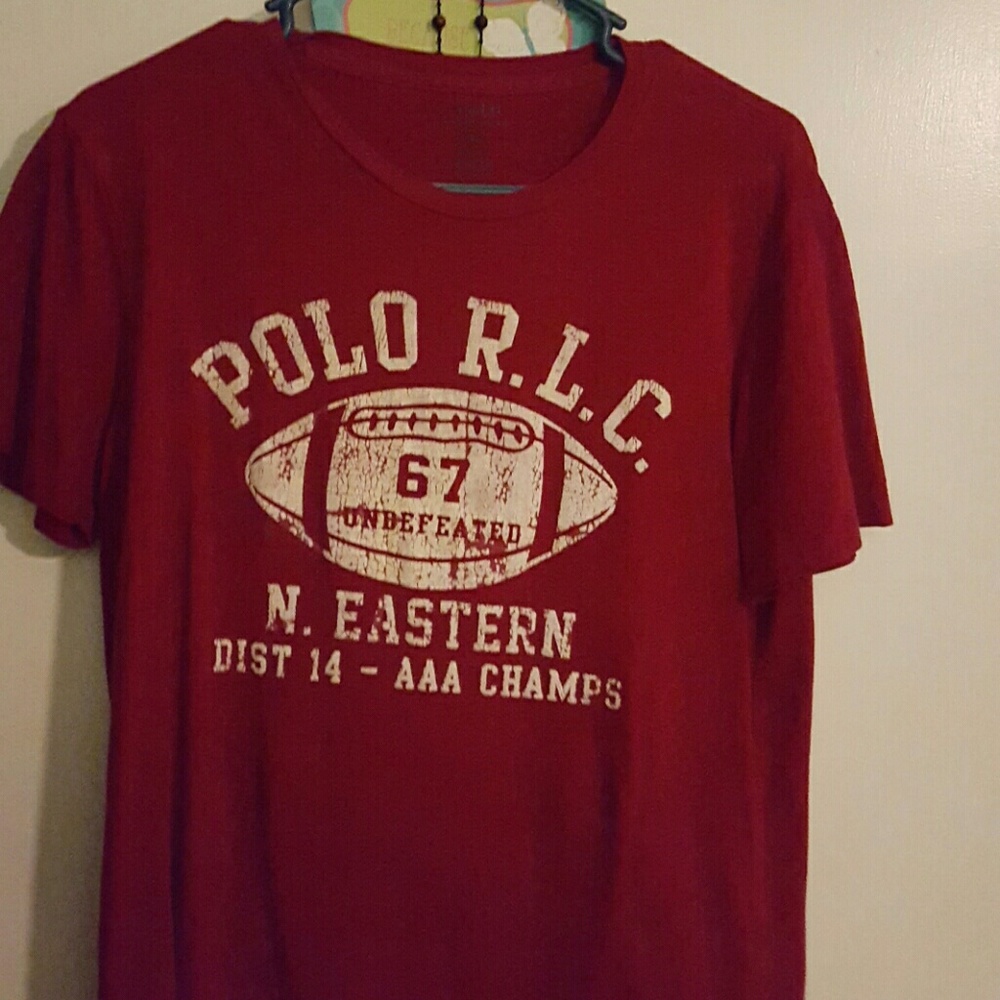 POLO R.L.C.
67
UNDEFEATED
N. EASTERN
DIST 14 - AAA CHAMPS